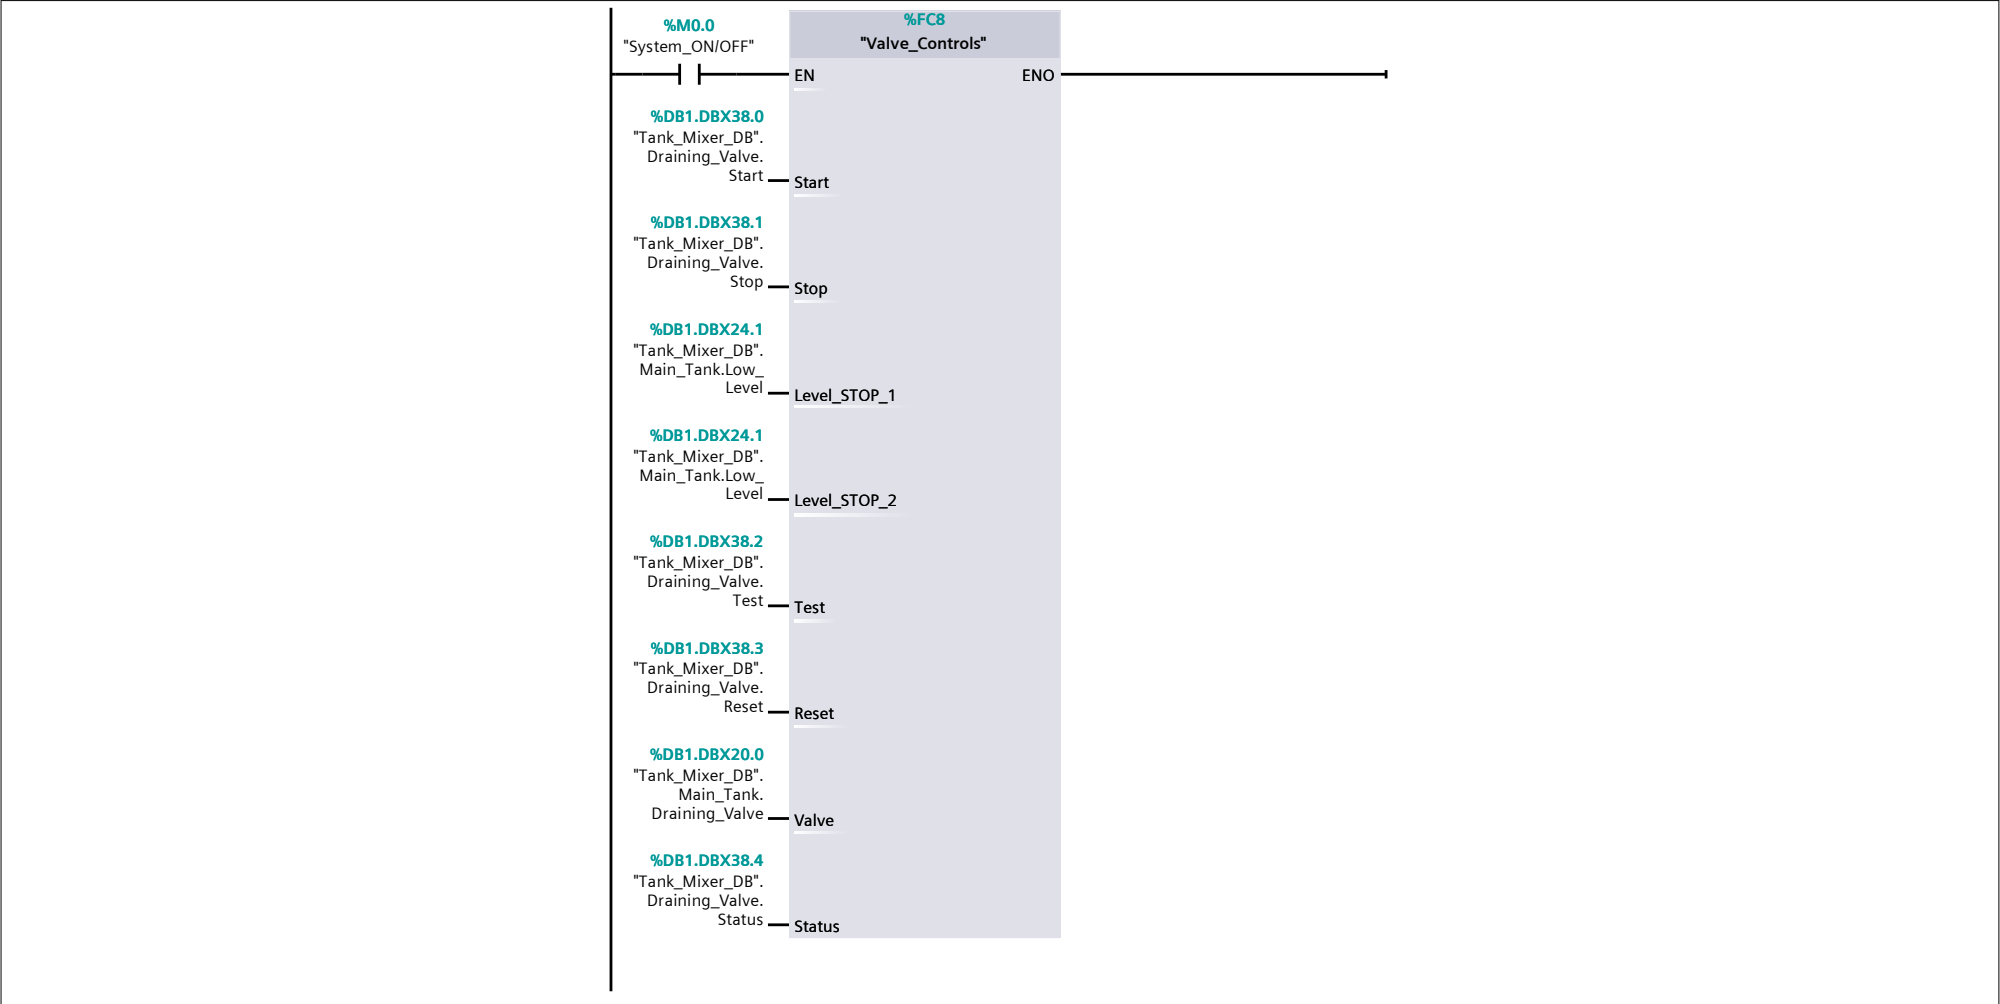 %M0.0
"System_ON/OFF"
%FC8
"Valve_Controls"
EN
ENO
%DB1.DBX38.0
"Tank_Mixer_DB".
Draining_Valve.
Start
Start
%DB1.DBX38.1
"Tank_Mixer_DB".
Draining_Valve.
Stop
Stop
%DB1.DBX24.1
"Tank_Mixer_DB".
Main_Tank.Low_
Level
Level_STOP_1
%DB1.DBX24.1
"Tank_Mixer_DB".
Main_Tank.Low_
Level
Level_STOP_2
%DB1.DBX38.2
"Tank_Mixer_DB".
Draining_Valve.
Test
Test
%DB1.DBX38.3
"Tank_Mixer_DB".
Draining_Valve.
Reset
Reset
%DB1.DBX20.0
"Tank_Mixer_DB".
Main_Tank.
Draining_Valve
Valve
%DB1.DBX38.4
"Tank_Mixer_DB".
Draining_Valve.
Status
Status